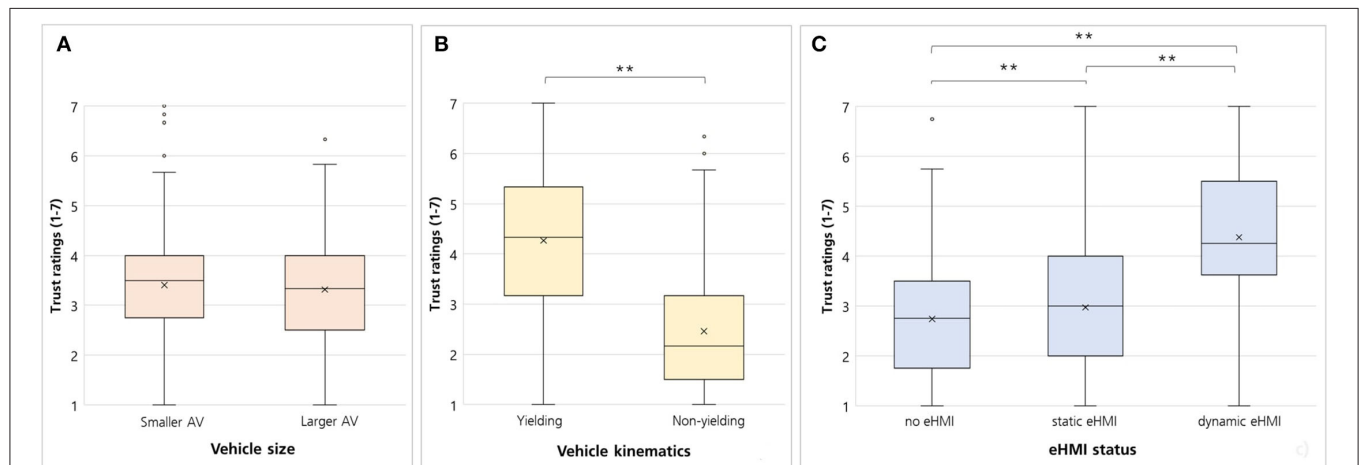 A
Trust ratings (1-7)
7
6
5
4
3
2
1
Smaller AV Larger AV
Vehicle size
B
**
Trust ratings (1-7)
7
6
5
4
3
2
1
Yielding Non-yielding
Vehicle kinematics
C
**
** **
Trust ratings (1-7)
7
6
5
4
3
2
1
no eHMI static eHMI dynamic eHMI
eHMI status
c)